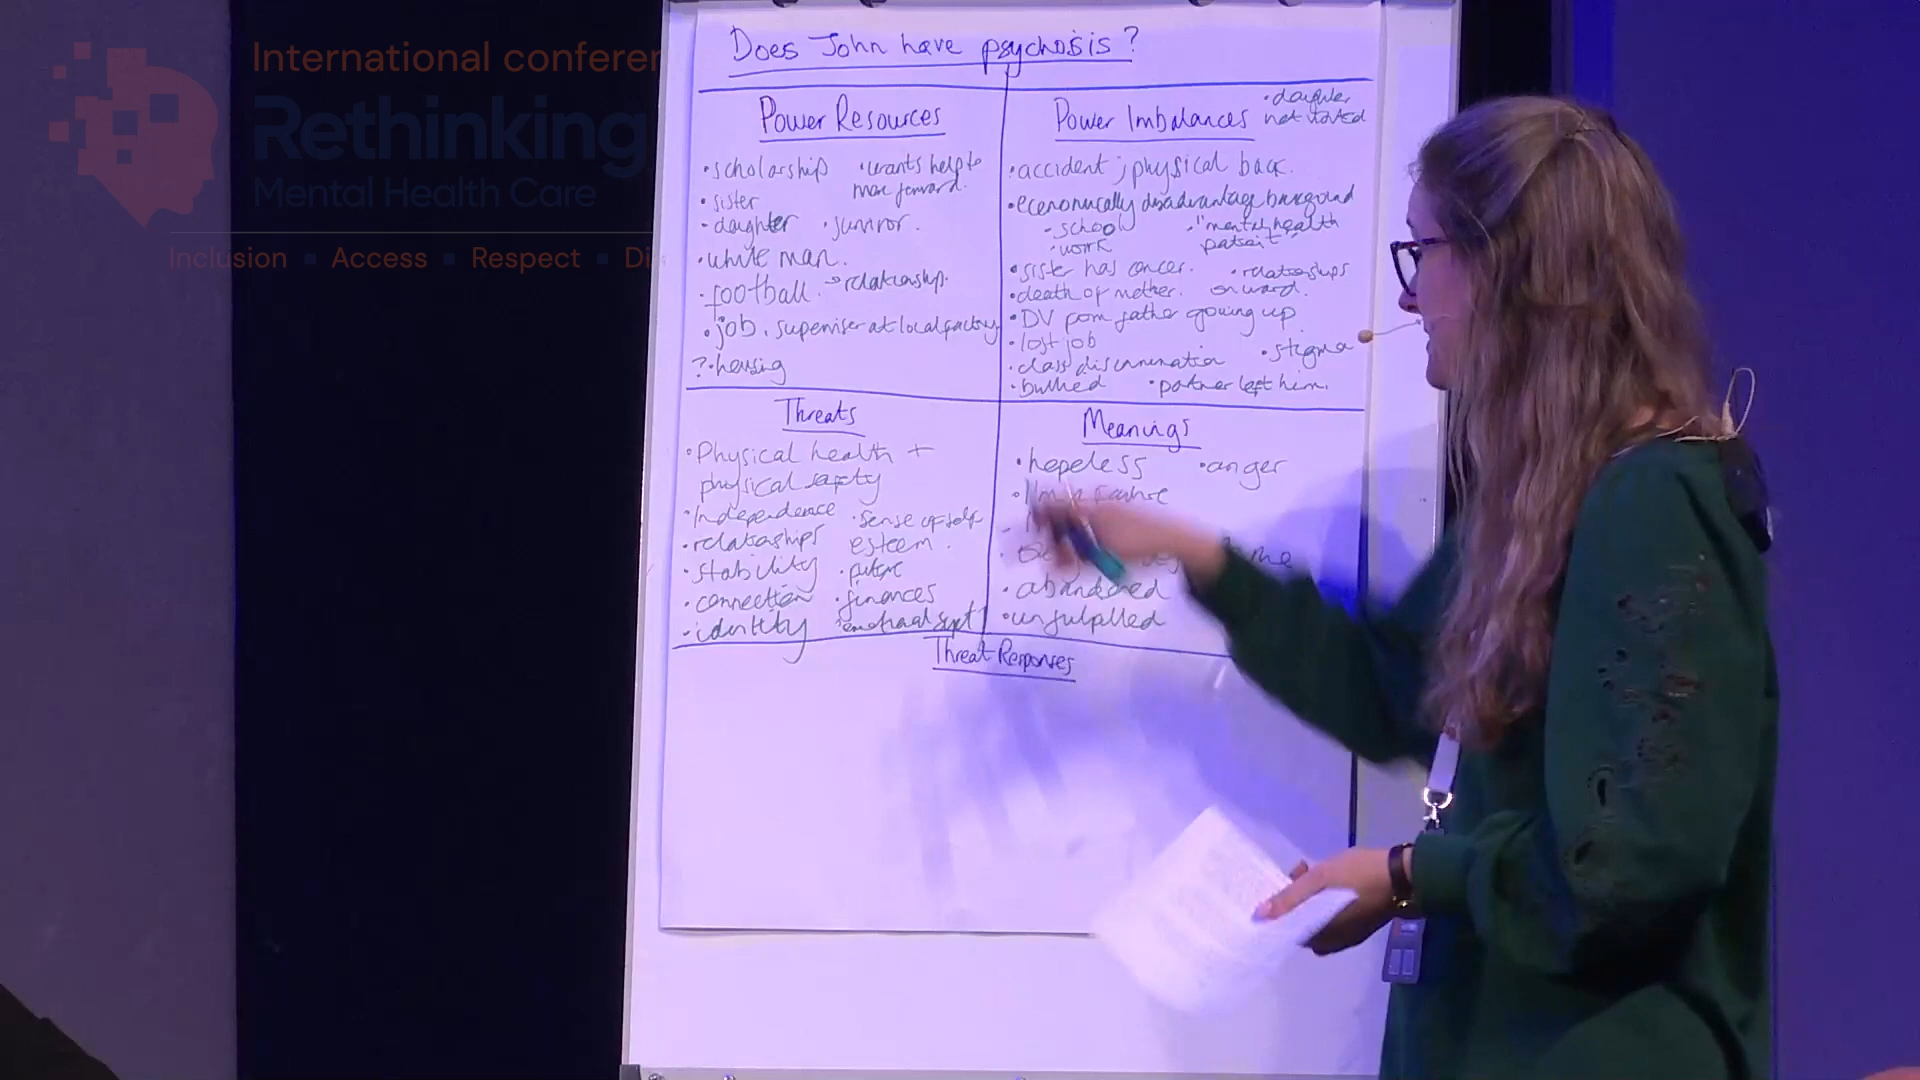 International conferen
Rethinking
Mental Health Care
Inclusion ▪ Access ▪ Respect ▪ Di
Does John have psychosis?
Power Resources
• scholarship
• wants help to
move forward.
• sister
• daughter
• survivor.
• white man.
• football.
→ relationship.
• job. superviser at local factory
? • housing
Power Imbalances
• daughter
not voted
• accident ; physical back.
• economically disadvantage background
• school
• work
• "mental health
patient"
• sister has cancer.
• relationships
on ward.
• death of mother.
• DV from father growing up
• lost job
• class discrimination
• stigma
• bullied
• partner left him.
Threats
• Physical health +
physical safety
• Independence
• sense of self
esteem.
• relationships
• stability
• future
• connection
• finances
• identity
• emotional supt
Meanings
• hopeless
• anger
• I'm a failure
me
• abandoned
• unfulfilled
Threat Responses